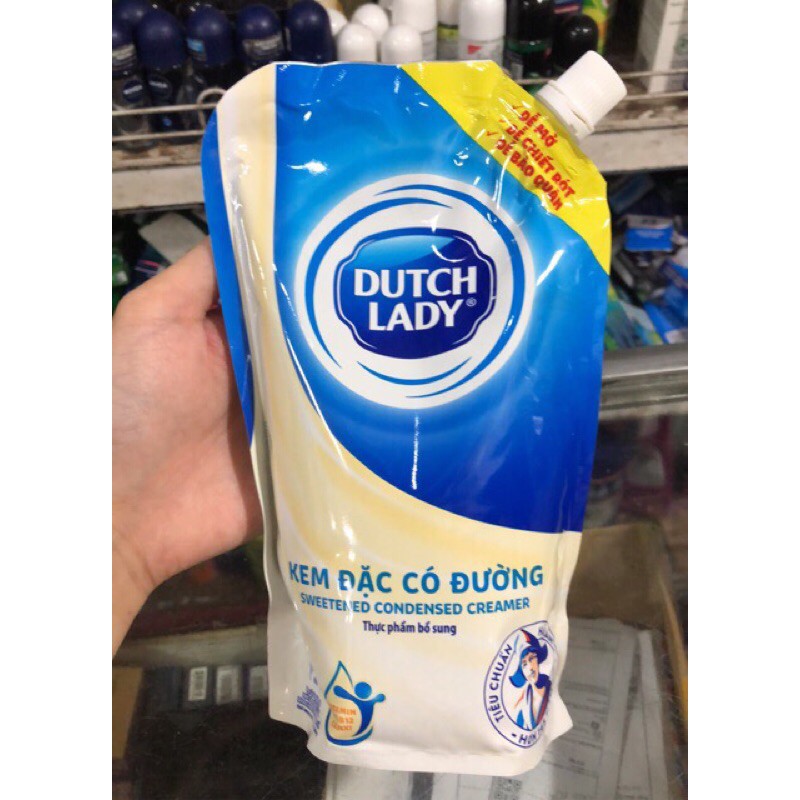 ✓ DỄ MỞ
✓ DỄ CHIẾT RÓT
✓ DỄ BẢO QUẢN
DUTCH
LADY®
KEM ĐẶC CÓ ĐƯỜNG
SWEETENED CONDENSED CREAMER
Thực phẩm bổ sung
TIÊU CHUẨN